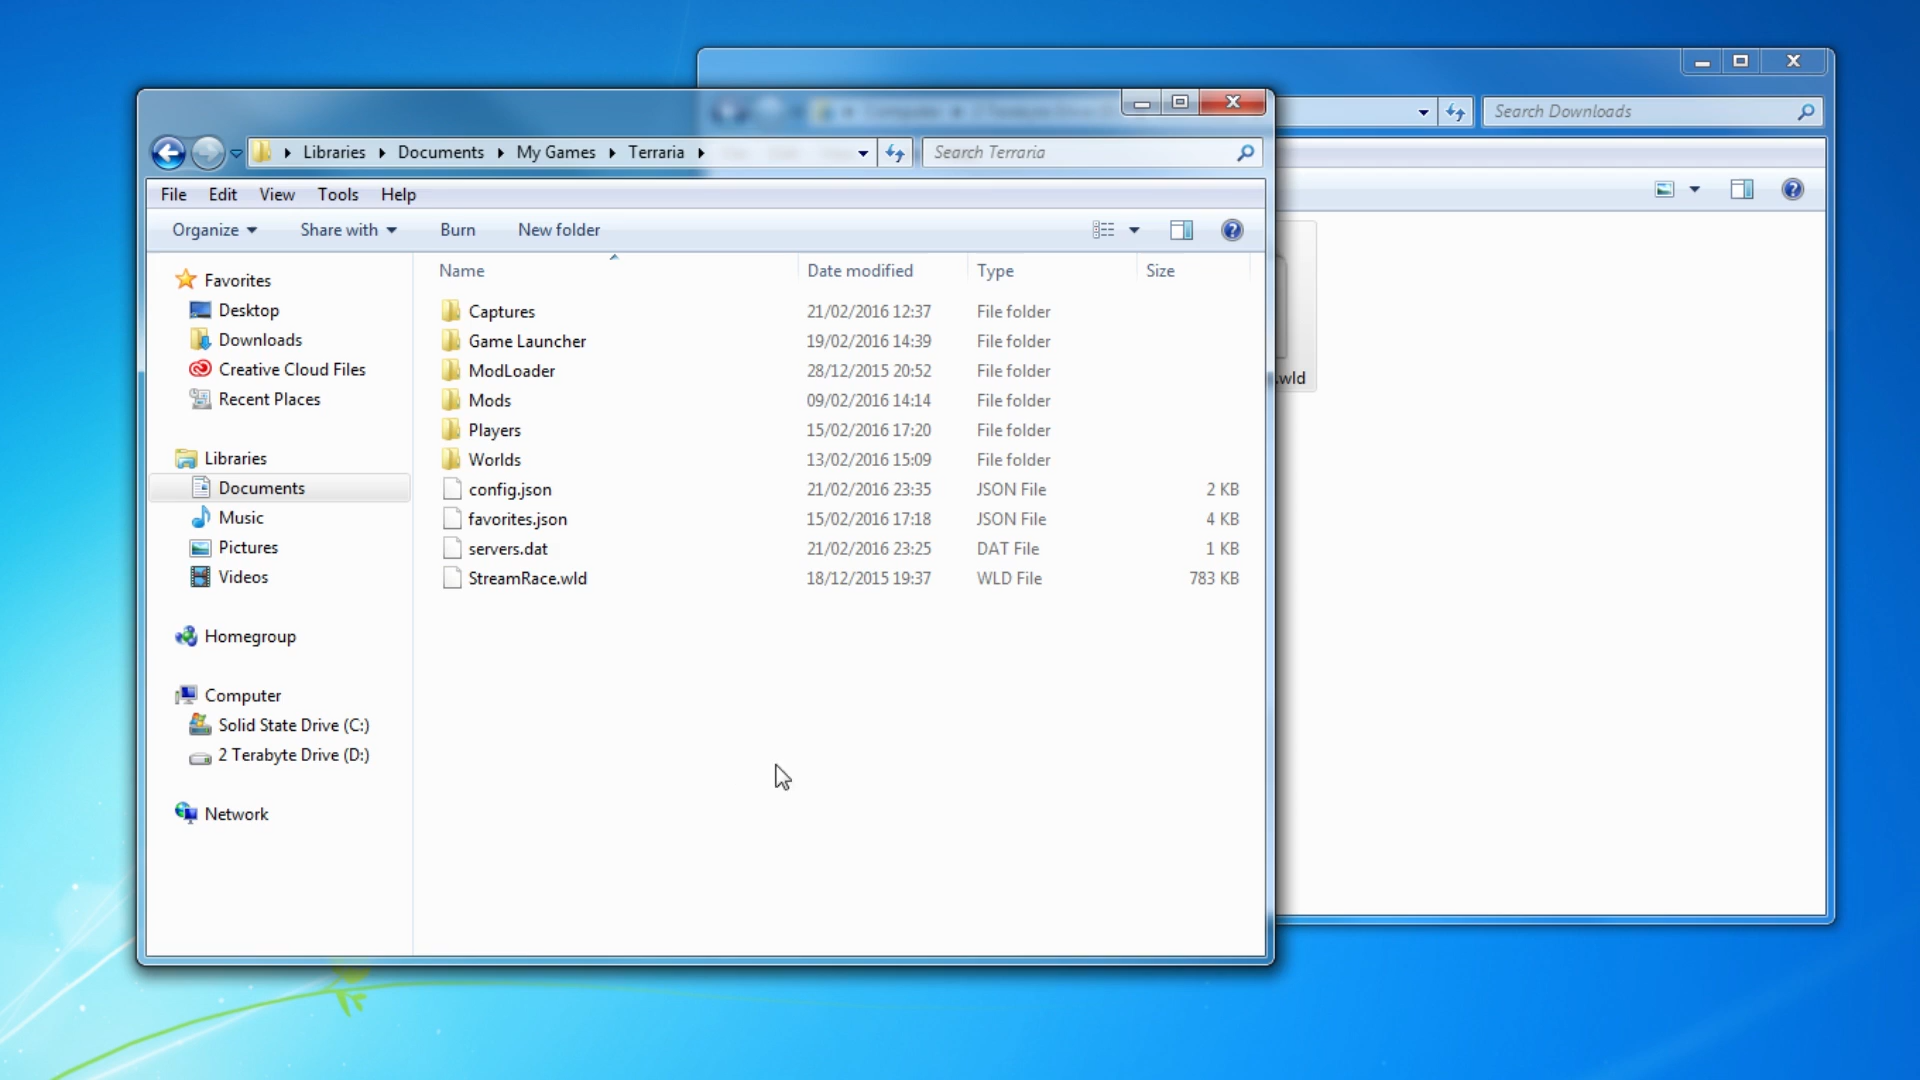 Search Downloads
Libraries Documents My Games Terraria
Search Terraria
File Edit View Tools Help
Organize Share with Burn New folder
Name Date modified Type Size
Favorites
Desktop
Downloads
Creative Cloud Files
Recent Places
Libraries
Documents
Music
Pictures
Videos
Homegroup
Computer
Solid State Drive (C:)
2 Terabyte Drive (D:)
Network
Captures 21/02/2016 12:37 File folder
Game Launcher 19/02/2016 14:39 File folder
ModLoader 28/12/2015 20:52 File folder
Mods 09/02/2016 14:14 File folder
Players 15/02/2016 17:20 File folder
Worlds 13/02/2016 15:09 File folder
config.json 21/02/2016 23:35 JSON File 2 KB
favorites.json 15/02/2016 17:18 JSON File 4 KB
servers.dat 21/02/2016 23:25 DAT File 1 KB
StreamRace.wld 18/12/2015 19:37 WLD File 783 KB
.wld